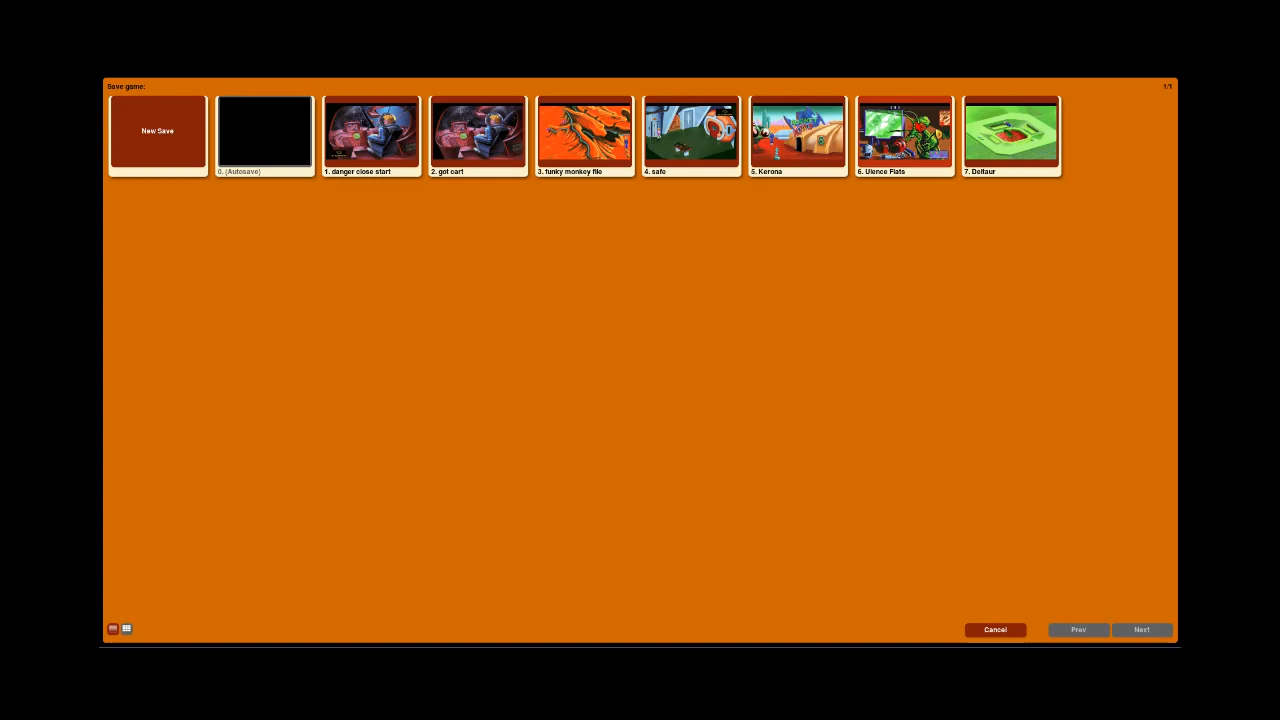 Save game:
1/1
New Save
0. (Autosave)
1. danger close start
2. got cart
3. funky monkey file
4. safe
5. Kerona
6. Ulence Flats
7. Deltaur
Cancel
Prev
Next